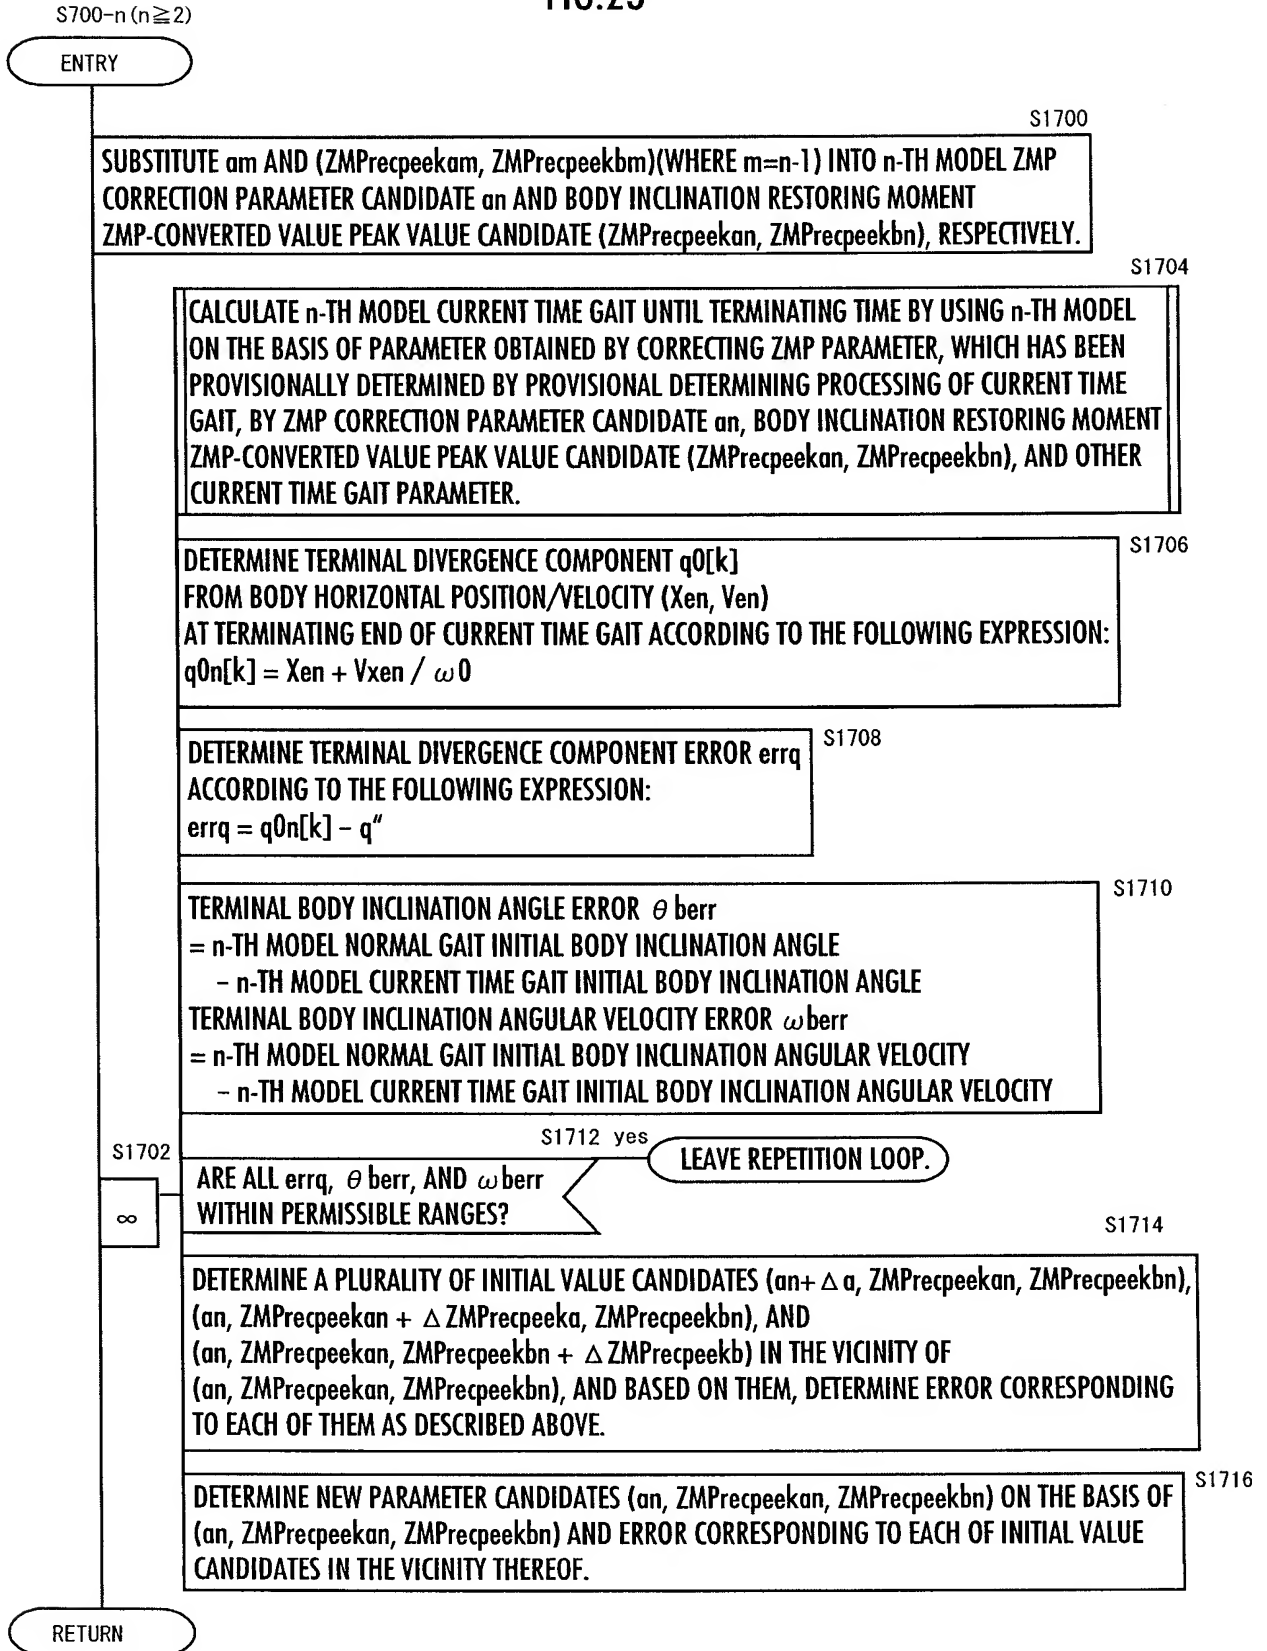 S700-n(n≧2)
ENTRY
S1700
SUBSTITUTE am AND (ZMPrecpeekam, ZMPrecpeekbm)(WHERE m=n-1) INTO n-TH MODEL ZMP
CORRECTION PARAMETER CANDIDATE an AND BODY INCLINATION RESTORING MOMENT
ZMP-CONVERTED VALUE PEAK VALUE CANDIDATE (ZMPrecpeekan, ZMPrecpeekbn), RESPECTIVELY.
S1704
CALCULATE n-TH MODEL CURRENT TIME GAIT UNTIL TERMINATING TIME BY USING n-TH MODEL
ON THE BASIS OF PARAMETER OBTAINED BY CORRECTING ZMP PARAMETER, WHICH HAS BEEN
PROVISIONALLY DETERMINED BY PROVISIONAL DETERMINING PROCESSING OF CURRENT TIME
GAIT, BY ZMP CORRECTION PARAMETER CANDIDATE an, BODY INCLINATION RESTORING MOMENT
ZMP-CONVERTED VALUE PEAK VALUE CANDIDATE (ZMPrecpeekan, ZMPrecpeekbn), AND OTHER
CURRENT TIME GAIT PARAMETER.
S1706
DETERMINE TERMINAL DIVERGENCE COMPONENT q0[k]
FROM BODY HORIZONTAL POSITION/VELOCITY (Xen, Ven)
AT TERMINATING END OF CURRENT TIME GAIT ACCORDING TO THE FOLLOWING EXPRESSION:
q0n[k] = Xen + Vxen / ω0
S1708
DETERMINE TERMINAL DIVERGENCE COMPONENT ERROR errq
ACCORDING TO THE FOLLOWING EXPRESSION:
errq = q0n[k] – q"
S1710
TERMINAL BODY INCLINATION ANGLE ERROR θberr
= n-TH MODEL NORMAL GAIT INITIAL BODY INCLINATION ANGLE
– n-TH MODEL CURRENT TIME GAIT INITIAL BODY INCLINATION ANGLE
TERMINAL BODY INCLINATION ANGULAR VELOCITY ERROR ωberr
= n-TH MODEL NORMAL GAIT INITIAL BODY INCLINATION ANGULAR VELOCITY
– n-TH MODEL CURRENT TIME GAIT INITIAL BODY INCLINATION ANGULAR VELOCITY
S1702
∞
S1712 yes
LEAVE REPETITION LOOP.
ARE ALL errq, θberr, AND ωberr
WITHIN PERMISSIBLE RANGES?
S1714
DETERMINE A PLURALITY OF INITIAL VALUE CANDIDATES (an+Δa, ZMPrecpeekan, ZMPrecpeekbn),
(an, ZMPrecpeekan + ΔZMPrecpeeka, ZMPrecpeekbn), AND
(an, ZMPrecpeekan, ZMPrecpeekbn + ΔZMPrecpeekb) IN THE VICINITY OF
(an, ZMPrecpeekan, ZMPrecpeekbn), AND BASED ON THEM, DETERMINE ERROR CORRESPONDING
TO EACH OF THEM AS DESCRIBED ABOVE.
S1716
DETERMINE NEW PARAMETER CANDIDATES (an, ZMPrecpeekan, ZMPrecpeekbn) ON THE BASIS OF
(an, ZMPrecpeekan, ZMPrecpeekbn) AND ERROR CORRESPONDING TO EACH OF INITIAL VALUE
CANDIDATES IN THE VICINITY THEREOF.
RETURN